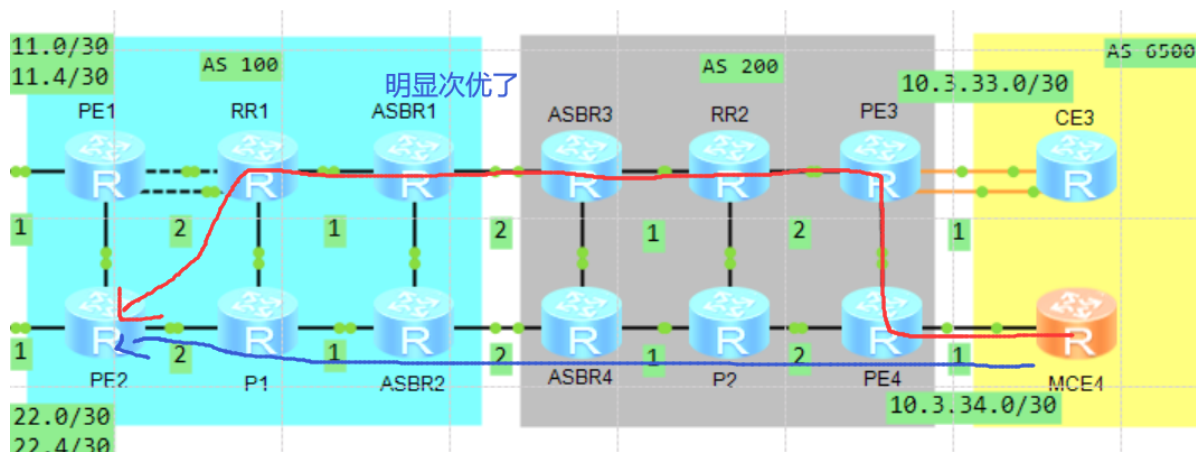 11.0/30
11.4/30
AS 100
明显次优了
AS 200
AS 6500
10.3.33.0/30
PE1
RR1
ASBR1
ASBR3
RR2
PE3
CE3
R
R
R
R
R
R
R
1
2
1
2
1
2
1
R
R
R
R
R
R
R
1
2
1
2
1
2
1
PE2
P1
ASBR2
ASBR4
P2
PE4
MCE4
22.0/30
22.4/30
10.3.34.0/30